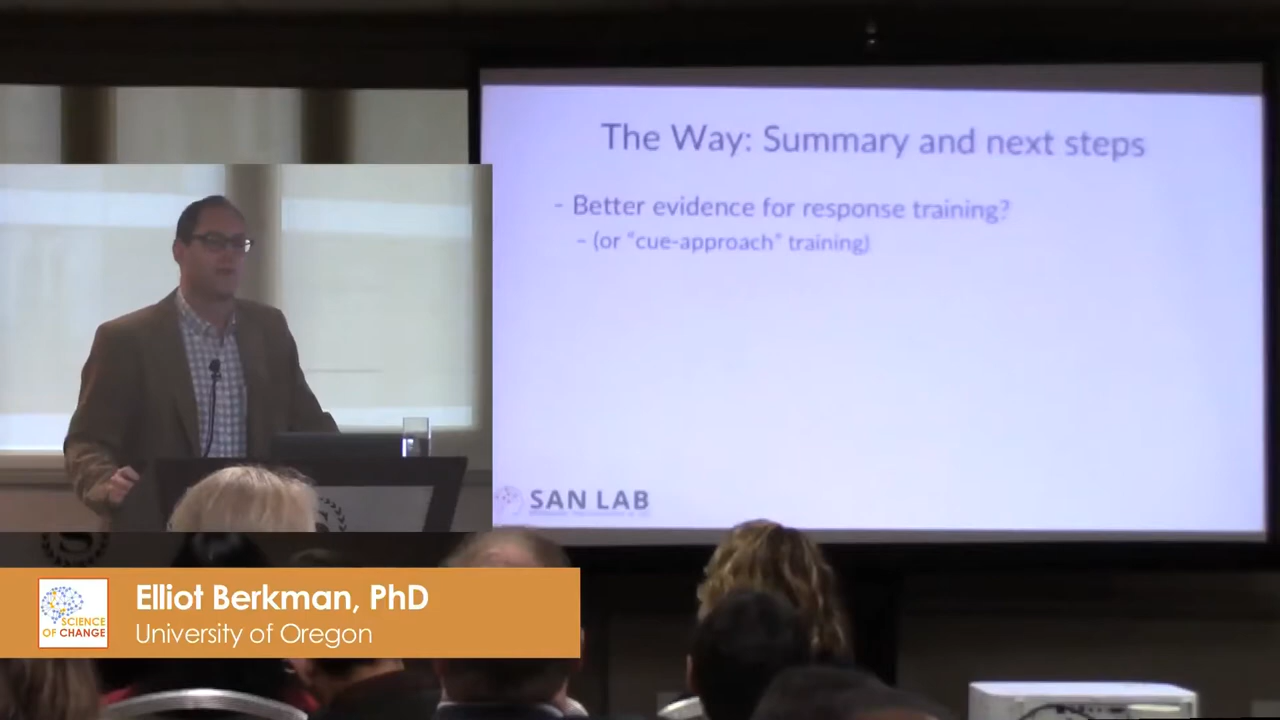 The Way: Summary and next steps
- Better evidence for response training?
- (or "cue-approach" training)
SAN LAB
S
Elliot Berkman, PhD
University of Oregon
SCIENCE
OF CHANGE